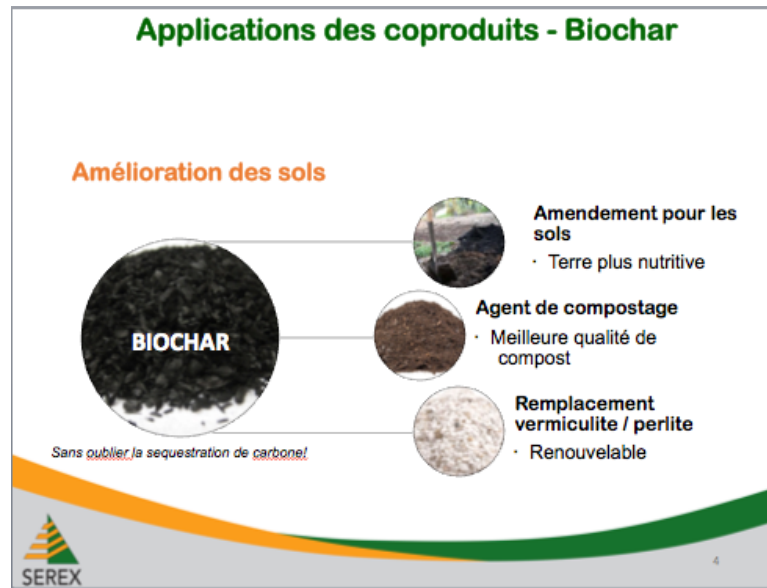 Applications des coproduits - Biochar
Amélioration des sols
BIOCHAR
Amendement pour les
sols
· Terre plus nutritive
Agent de compostage
· Meilleure qualité de
compost
Remplacement
vermiculite / perlite
· Renouvelable
Sans oublier la sequestration de carbone!
SEREX
4